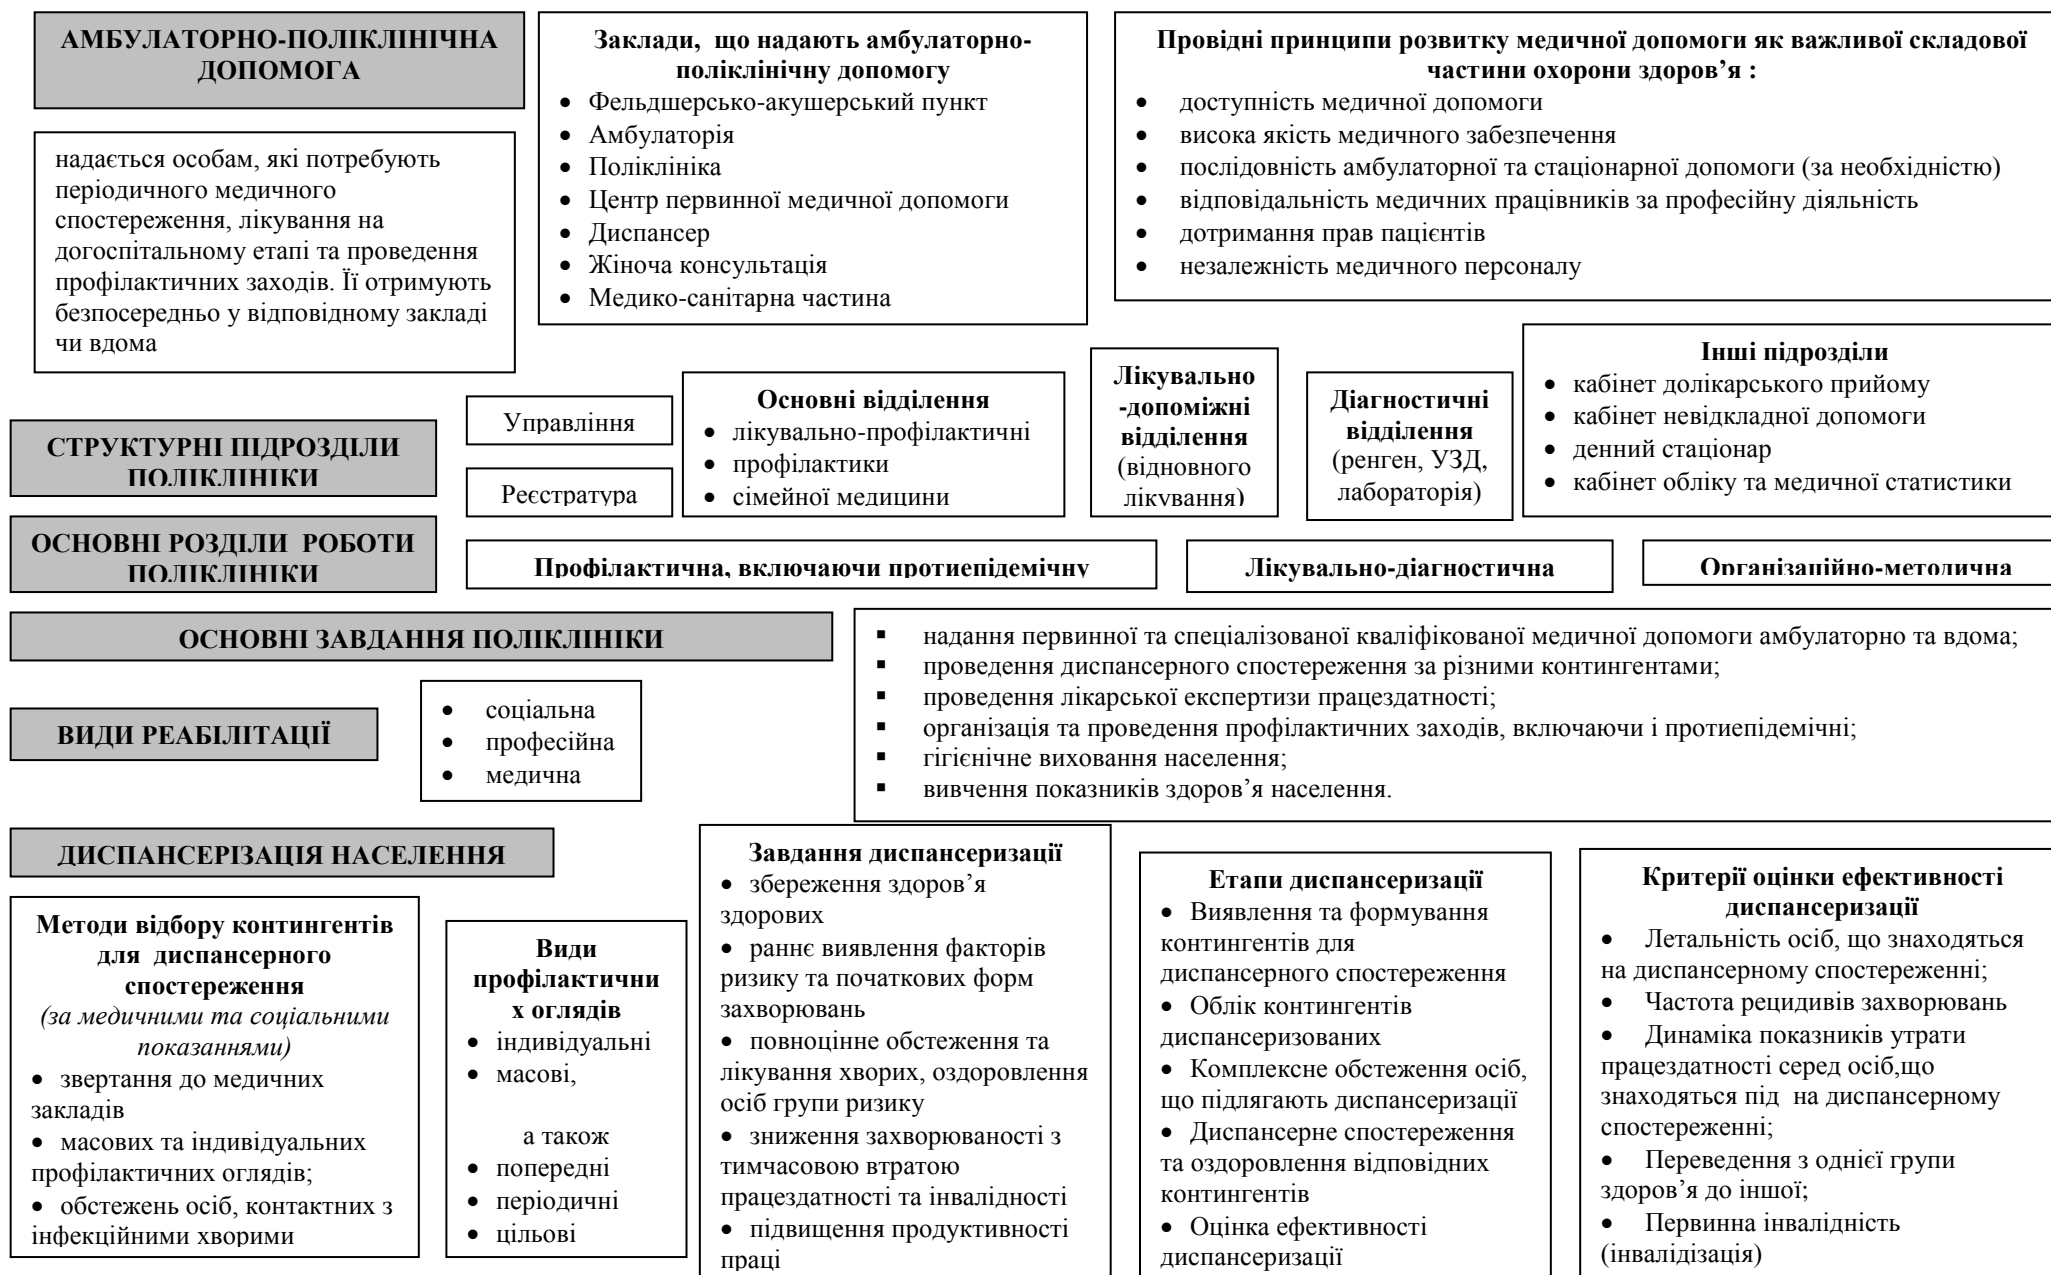 АМБУЛАТОРНО-ПОЛІКЛІНІЧНА
ДОПОМОГА
надається особам, які потребують
періодичного медичного
спостереження, лікування на
догоспітальному етапі та проведення
профілактичних заходів. Її отримують
безпосередньо у відповідному закладі
чи вдома
Заклади, що надають амбулаторно-
поліклінічну допомогу
• Фельдшерсько-акушерський пункт
• Амбулаторія
• Поліклініка
• Центр первинної медичної допомоги
• Диспансер
• Жіноча консультація
• Медико-санітарна частина
Провідні принципи розвитку медичної допомоги як важливої складової
частини охорони здоров’я :
• доступність медичної допомоги
• висока якість медичного забезпечення
• послідовність амбулаторної та стаціонарної допомоги (за необхідністю)
• відповідальність медичних працівників за професійну діяльність
• дотримання прав пацієнтів
• незалежність медичного персоналу
СТРУКТУРНІ ПІДРОЗДІЛИ
ПОЛІКЛІНІКИ
Управління
Реєстратура
Основні відділення
• лікувально-профілактичні
• профілактики
• сімейної медицини
Лікувально
-допоміжні
відділення
(відновного
лікування)
Діагностичні
відділення
(ренген, УЗД,
лабораторія)
Інші підрозділи
• кабінет долікарського прийому
• кабінет невідкладної допомоги
• денний стаціонар
• кабінет обліку та медичної статистики
ОСНОВНІ РОЗДІЛИ РОБОТИ
ПОЛІКЛІНІКИ
Профілактична, включаючи протиепідемічну
Лікувально-діагностична
Організаційно-методична
ОСНОВНІ ЗАВДАННЯ ПОЛІКЛІНІКИ
▪ надання первинної та спеціалізованої кваліфікованої медичної допомоги амбулаторно та вдома;
▪ проведення диспансерного спостереження за різними контингентами;
▪ проведення лікарської експертизи працездатності;
▪ організація та проведення профілактичних заходів, включаючи і протиепідемічні;
▪ гігієнічне виховання населення;
▪ вивчення показників здоров’я населення.
ВИДИ РЕАБІЛІТАЦІЇ
• соціальна
• професійна
• медична
ДИСПАНСЕРІЗАЦІЯ НАСЕЛЕННЯ
Методи відбору контингентів
для диспансерного
спостереження
(за медичними та соціальними
показаннями)
• звертання до медичних
закладів
• масових та індивідуальних
профілактичних оглядів;
• обстежень осіб, контактних з
інфекційними хворими
Види
профілактични
х оглядів
• індивідуальні
• масові,
а також
• попередні
• періодичні
• цільові
Завдання диспансеризації
• збереження здоров’я
здорових
• раннє виявлення факторів
ризику та початкових форм
захворювань
• повноцінне обстеження та
лікування хворих, оздоровлення
осіб групи ризику
• зниження захворюваності з
тимчасовою втратою
працездатності та інвалідності
• підвищення продуктивності
праці
Етапи диспансеризації
• Виявлення та формування
контингентів для
диспансерного спостереження
• Облік контингентів
диспансеризованих
• Комплексне обстеження осіб,
що підлягають диспансеризації
• Диспансерне спостереження
та оздоровлення відповідних
контингентів
• Оцінка ефективності
диспансеризації
Критерії оцінки ефективності
диспансеризації
• Летальність осіб, що знаходяться
на диспансерному спостереженні;
• Частота рецидивів захворювань
• Динаміка показників утрати
працездатності серед осіб,що
знаходяться під на диспансерному
спостереженні;
• Переведення з однієї групи
здоров’я до іншої;
• Первинна інвалідність
(інвалідізація)